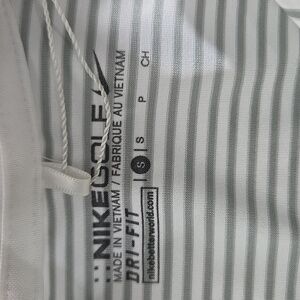 NIKEGOLF
MADE IN VIETNAM / FABRIQUE AU VIETNAM
DRI-FIT | S | S P CH
nikebetterworld.com